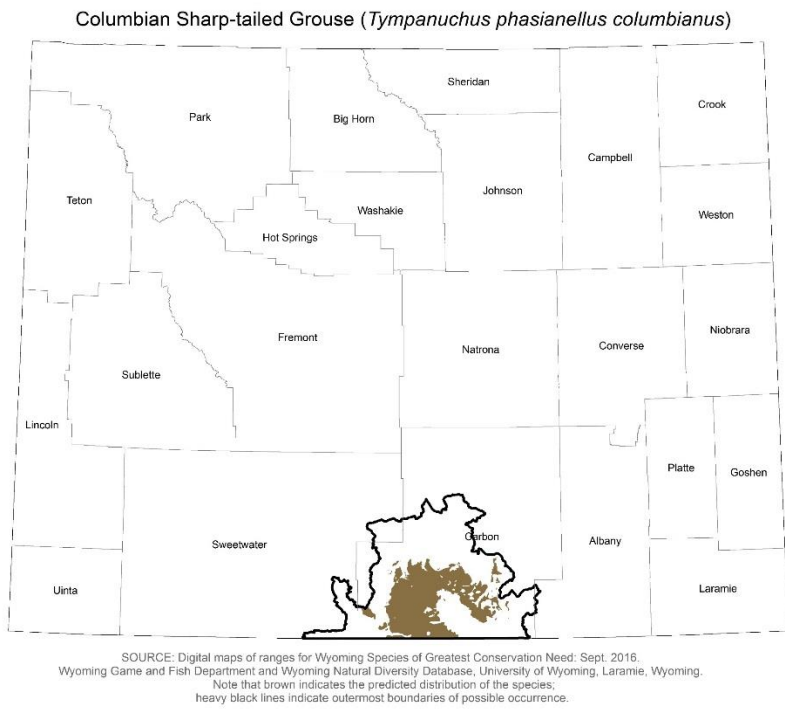 Columbian Sharp-tailed Grouse (Tympanuchus phasianellus columbianus)
Sheridan
Crook
Park
Big Horn
Campbell
Teton
Johnson
Washakie
Weston
Hot Springs
Niobrara
Fremont
Natrona
Converse
Sublette
Lincoln
Platte
Goshen
Carbon
Sweetwater
Albany
Uinta
Laramie
SOURCE: Digital maps of ranges for Wyoming Species of Greatest Conservation Need: Sept. 2016.
Wyoming Game and Fish Department and Wyoming Natural Diversity Database, University of Wyoming, Laramie, Wyoming.
Note that brown indicates the predicted distribution of the species;
heavy black lines indicate outermost boundaries of possible occurrence.